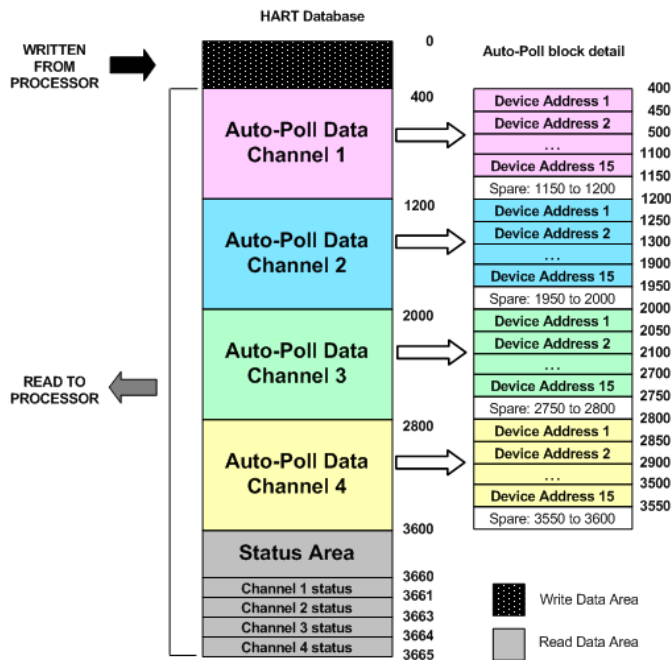 HART Database
0
WRITTEN
FROM
PROCESSOR
Auto-Poll block detail
400
Auto-Poll Data
Channel 1
1200
Auto-Poll Data
Channel 2
2000
Auto-Poll Data
Channel 3
2800
Auto-Poll Data
Channel 4
3600
READ TO
PROCESSOR
Status Area
3660
Channel 1 status
3661
Channel 2 status
3663
Channel 3 status
3664
Channel 4 status
3665
400
Device Address 1
450
Device Address 2
500
...
1100
Device Address 15
1150
Spare: 1150 to 1200
1200
Device Address 1
1250
Device Address 2
1300
...
1900
Device Address 15
1950
Spare: 1950 to 2000
2000
Device Address 1
2050
Device Address 2
2100
...
2700
Device Address 15
2750
Spare: 2750 to 2800
2800
Device Address 1
2850
Device Address 2
2900
...
3500
Device Address 15
3550
Spare: 3550 to 3600
Write Data Area
Read Data Area